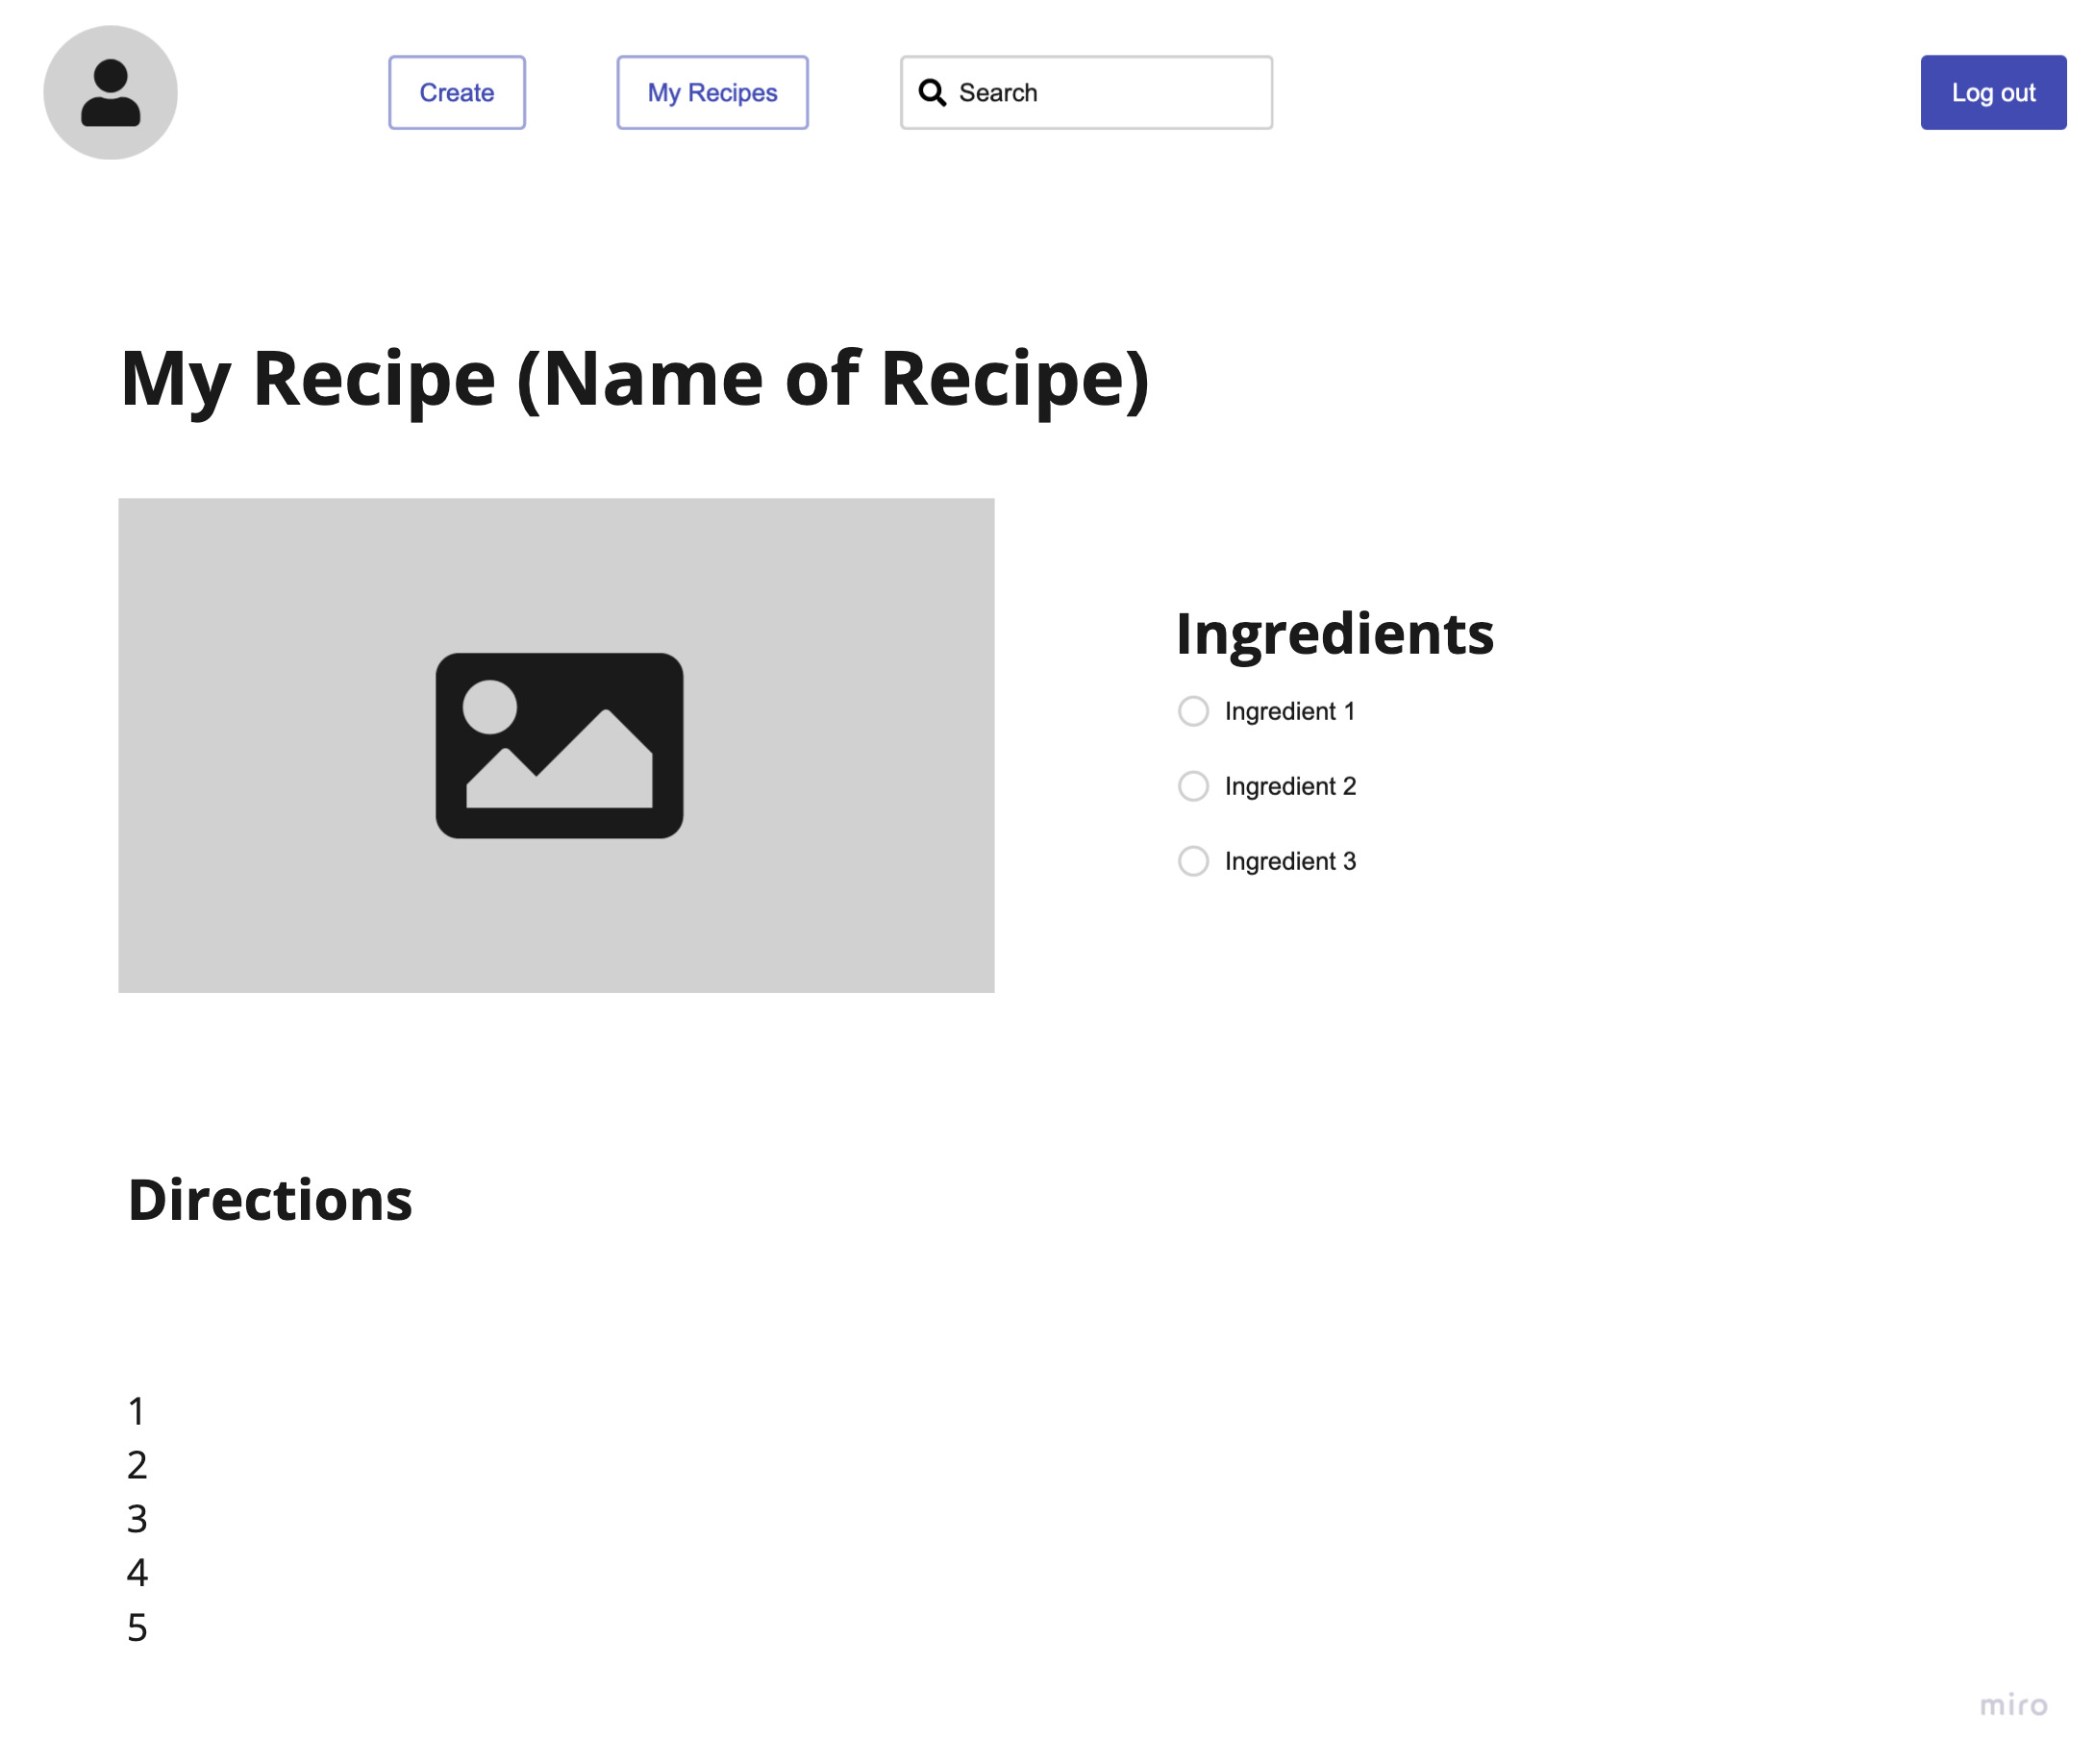 Create
My Recipes
Search
Log out
My Recipe (Name of Recipe)
Ingredients
Ingredient 1
Ingredient 2
Ingredient 3
Directions
1
2
3
4
5
miro